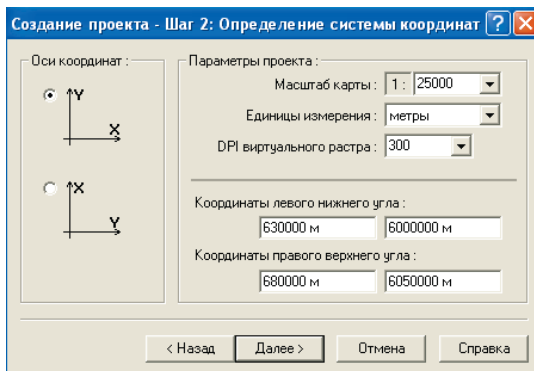 Создание проекта - Шаг 2: Определение системы координат
Оси координат :
Y
X
X
Y
Параметры проекта :
Масштаб карты : 1 : 25000
Единицы измерения : метры
DPI виртуального растра : 300
Координаты левого нижнего угла :
630000 м 6000000 м
Координаты правого верхнего угла :
680000 м 6050000 м
< Назад Далее > Отмена Справка